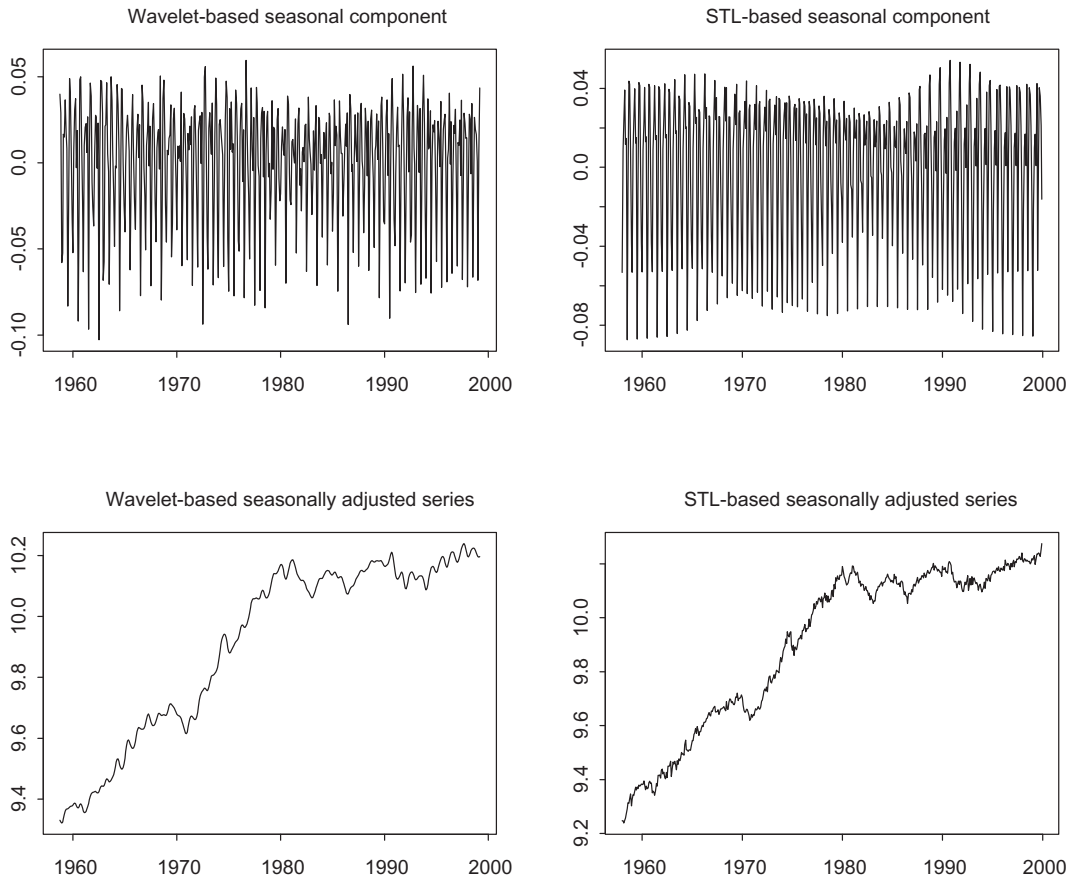 Wavelet-based seasonal component
0.05
0.0
-0.05
-0.10
1960 1970 1980 1990 2000
STL-based seasonal component
0.04
0.0
-0.04
-0.08
1960 1970 1980 1990 2000
Wavelet-based seasonally adjusted series
10.2
10.0
9.8
9.6
9.4
1960 1970 1980 1990 2000
STL-based seasonally adjusted series
10.0
9.8
9.6
9.4
9.2
1960 1970 1980 1990 2000